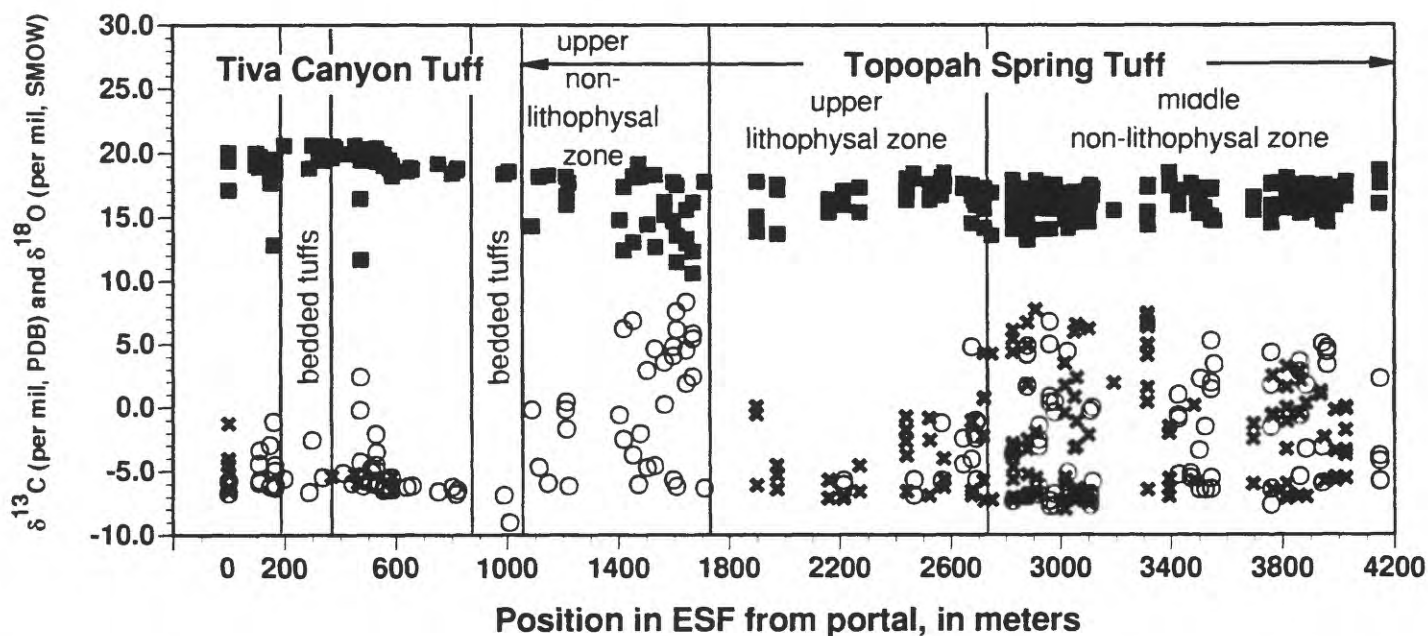 δ13C (per mil, PDB) and δ18O (per mil, SMOW)
30.0
25.0
20.0
15.0
10.0
5.0
0.0
-5.0
-10.0
Tiva Canyon Tuff
bedded tuffs
bedded tuffs
upper
non-
lithophysal
zone
Topopah Spring Tuff
upper
lithophysal zone
middle
non-lithophysal zone
0 200 600 1000 1400 1800 2200 2600 3000 3400 3800 4200
Position in ESF from portal, in meters